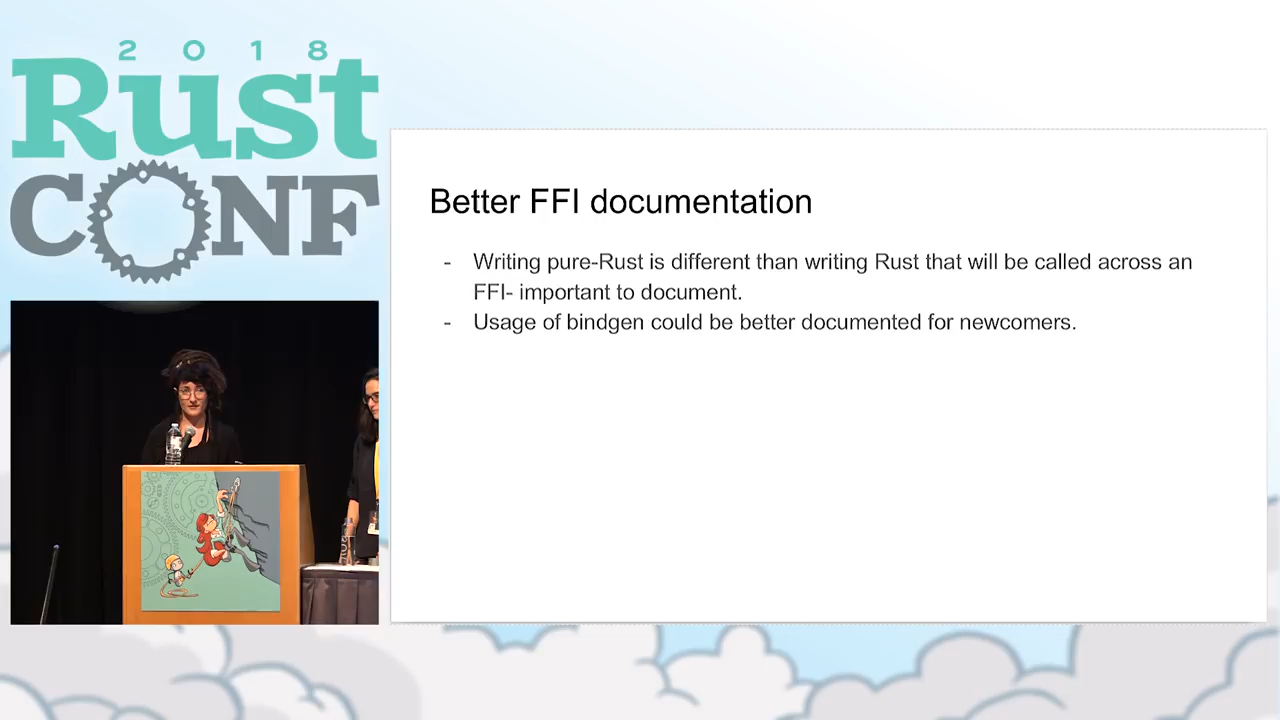 2018
Rust
CONF
Better FFI documentation
- Writing pure-Rust is different than writing Rust that will be called across an
FFI- important to document.
- Usage of bindgen could be better documented for newcomers.